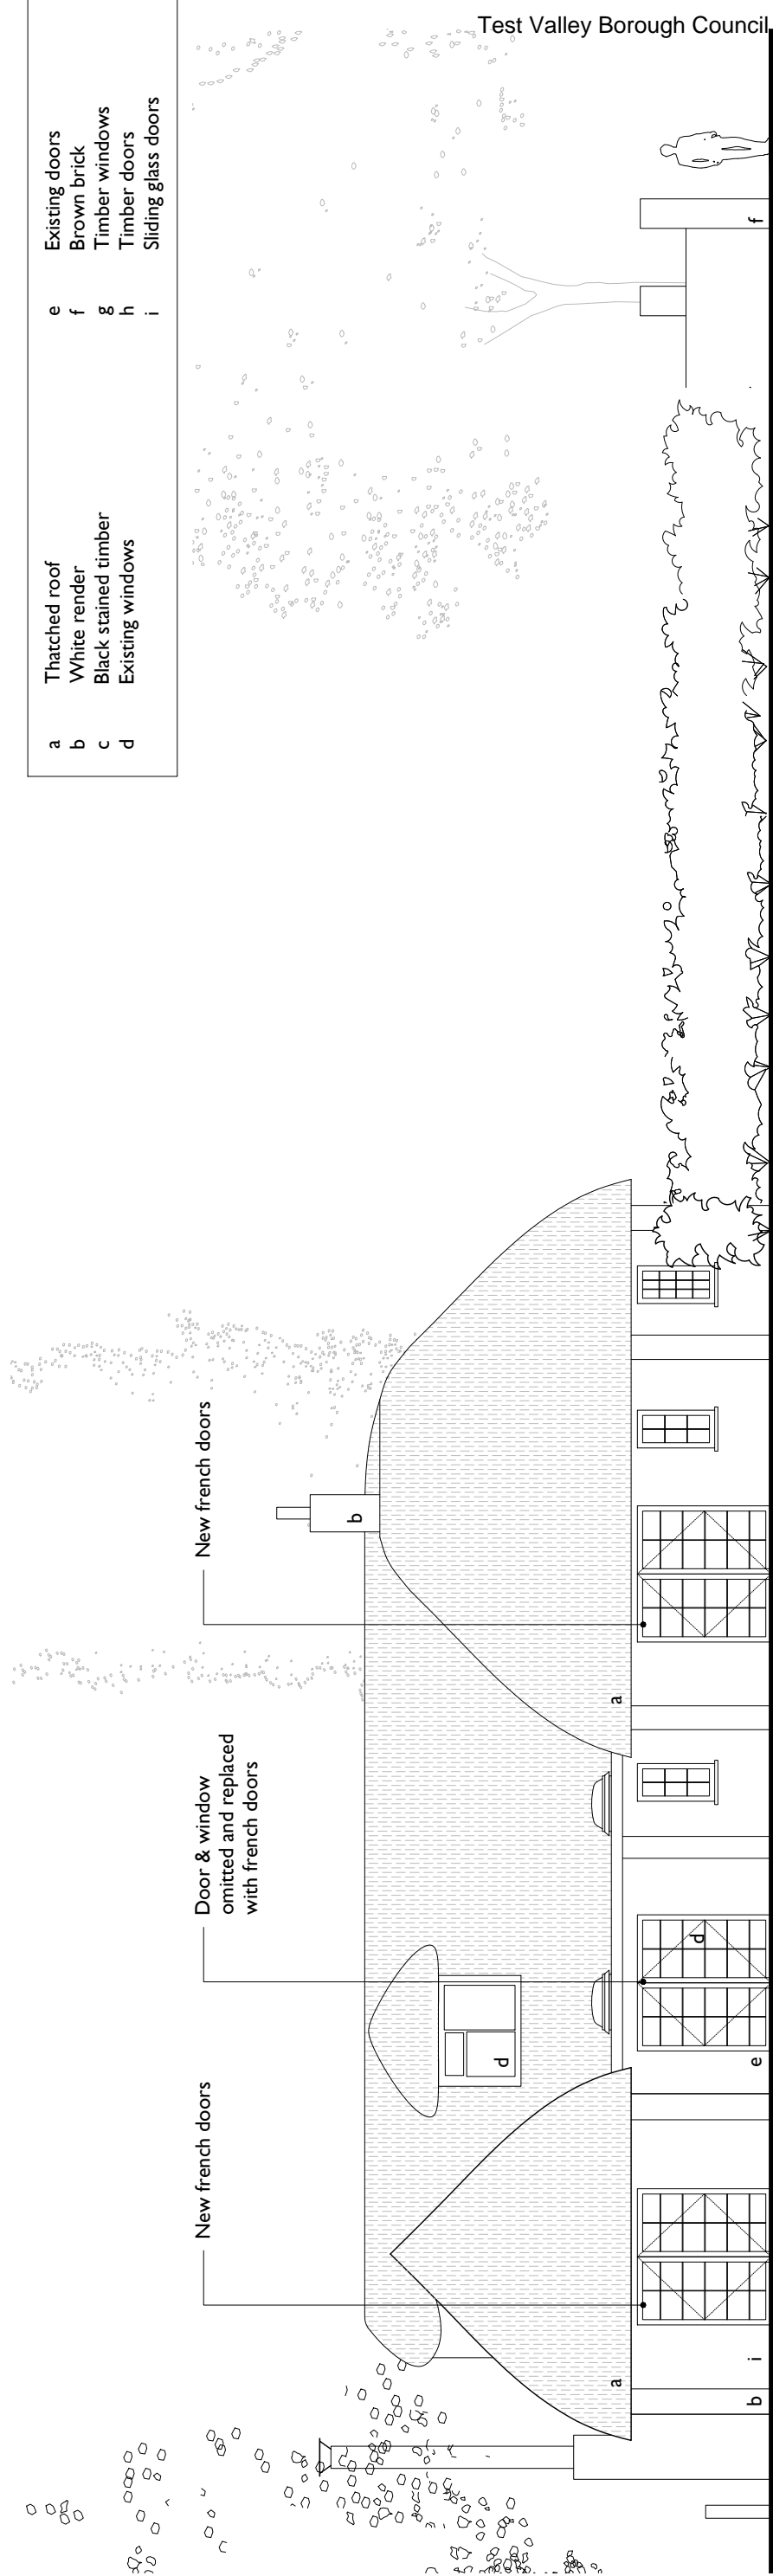 Test Valley Borough Council
a Thatched roof
b White render
c Black stained timber
d Existing windows
e Existing doors
f Brown brick
g Timber windows
h Timber doors
i Sliding glass doors
New french doors
Door & window
omitted and replaced
with french doors
New french doors
b
a
d
d
e
a
i
b
f